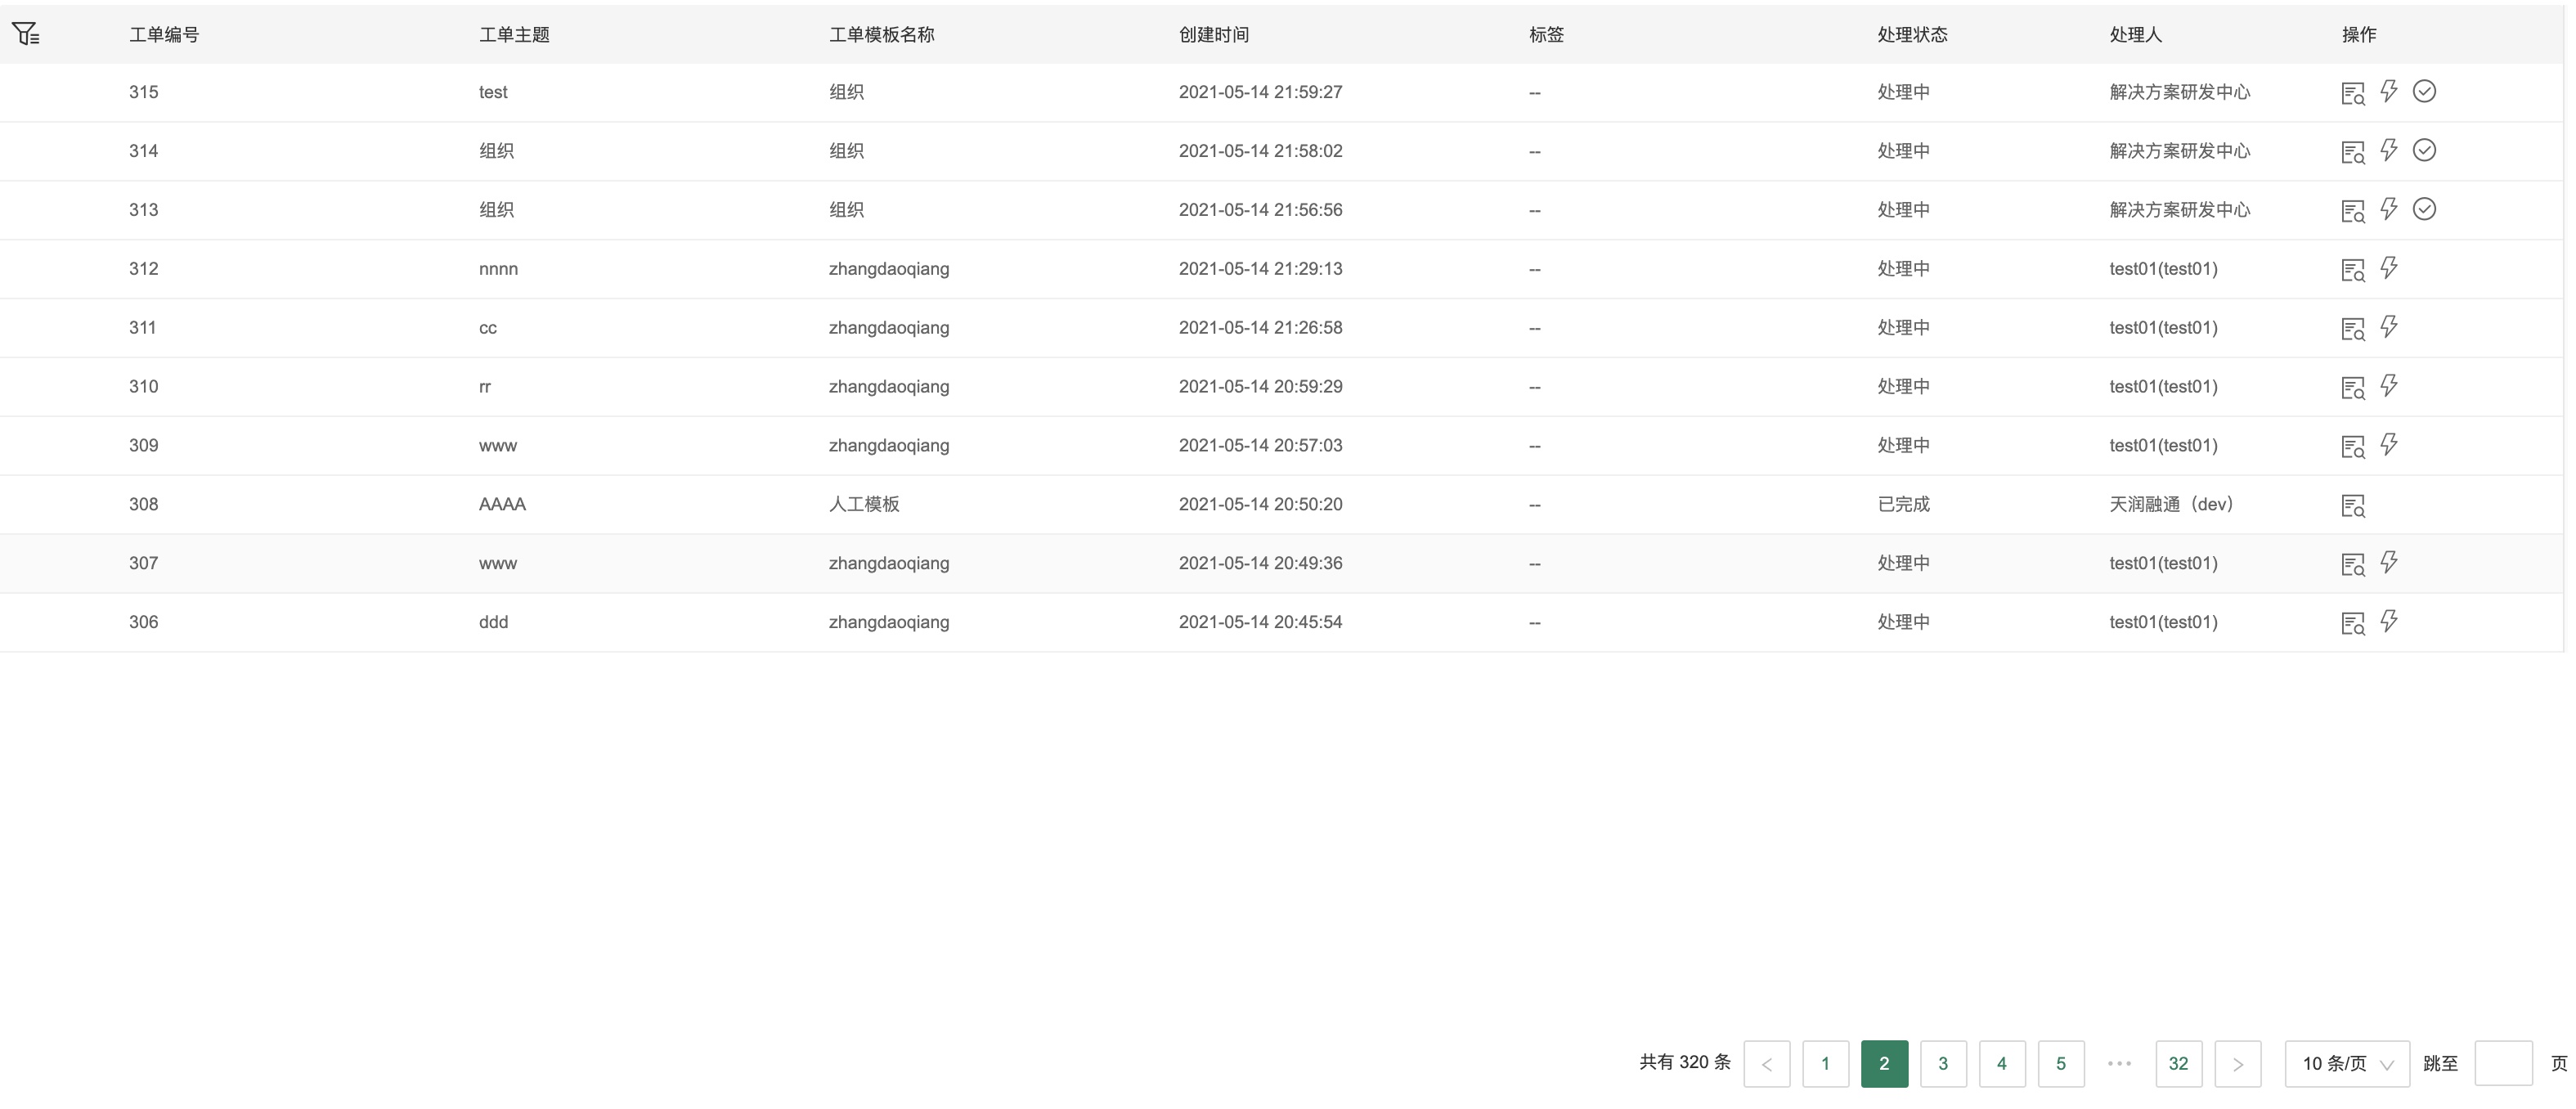 工单编号 工单主题 工单模板名称 创建时间 标签 处理状态 处理人 操作
315 test 组织 2021-05-14 21:59:27 -- 处理中 解决方案研发中心
314 组织 组织 2021-05-14 21:58:02 -- 处理中 解决方案研发中心
313 组织 组织 2021-05-14 21:56:56 -- 处理中 解决方案研发中心
312 nnnn zhangdaoqiang 2021-05-14 21:29:13 -- 处理中 test01(test01)
311 cc zhangdaoqiang 2021-05-14 21:26:58 -- 处理中 test01(test01)
310 rr zhangdaoqiang 2021-05-14 20:59:29 -- 处理中 test01(test01)
309 www zhangdaoqiang 2021-05-14 20:57:03 -- 处理中 test01(test01)
308 AAAA 人工模板 2021-05-14 20:50:20 -- 已完成 天润融通（dev）
307 www zhangdaoqiang 2021-05-14 20:49:36 -- 处理中 test01(test01)
306 ddd zhangdaoqiang 2021-05-14 20:45:54 -- 处理中 test01(test01)
共有 320 条 < 1 2 3 4 5 ••• 32 > 10 条/页 跳至 页